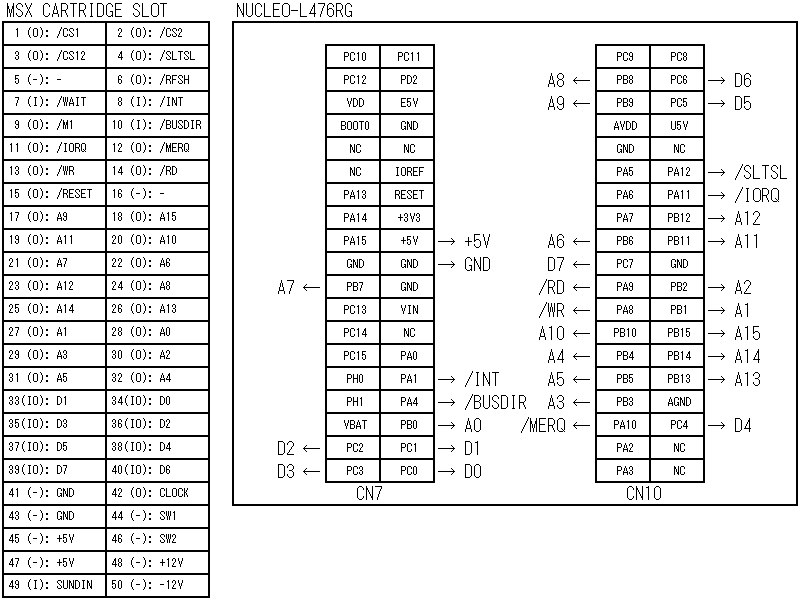 MSX CARTRIDGE SLOT
1 (O): /CS1 2 (O): /CS2
3 (O): /CS12 4 (O): /SLTSL
5 (-): - 6 (O): /RFSH
7 (I): /WAIT 8 (I): /INT
9 (O): /M1 10 (I): /BUSDIR
11 (O): /IORQ 12 (O): /MERQ
13 (O): /WR 14 (O): /RD
15 (O): /RESET 16 (-): -
17 (O): A9 18 (O): A15
19 (O): A11 20 (O): A10
21 (O): A7 22 (O): A6
23 (O): A12 24 (O): A8
25 (O): A14 26 (O): A13
27 (O): A1 28 (O): A0
29 (O): A3 30 (O): A2
31 (O): A5 32 (O): A4
33(IO): D1 34(IO): D0
35(IO): D3 36(IO): D2
37(IO): D5 38(IO): D4
39(IO): D7 40(IO): D6
41 (-): GND 42 (O): CLOCK
43 (-): GND 44 (-): SW1
45 (-): +5V 46 (-): SW2
47 (-): +5V 48 (-): +12V
49 (I): SUNDIN 50 (-): -12V
NUCLEO-L476RG
PC10 PC11
PC12 PD2
VDD E5V
BOOT0 GND
NC NC
NC IOREF
PA13 RESET
PA14 +3V3
PA15 +5V → +5V
GND GND → GND
A7 ← PB7 GND
PC13 VIN
PC14 NC
PC15 PA0
PH0 PA1 → /INT
PH1 PA4 → /BUSDIR
VBAT PB0 → A0
D2 ← PC2 PC1 → D1
D3 ← PC3 PC0 → D0
CN7
PC9 PC8
A8 ← PB8 PC6 → D6
A9 ← PB9 PC5 → D5
AVDD U5V
GND NC
PA5 PA12 → /SLTSL
PA6 PA11 → /IORQ
PA7 PB12 → A12
A6 ← PB6 PB11 → A11
D7 ← PC7 GND
/RD ← PA9 PB2 → A2
/WR ← PA8 PB1 → A1
A10 ← PB10 PB15 → A15
A4 ← PB4 PB14 → A14
A5 ← PB5 PB13 → A13
A3 ← PB3 AGND
/MERQ ← PA10 PC4 → D4
PA2 NC
PA3 NC
CN10